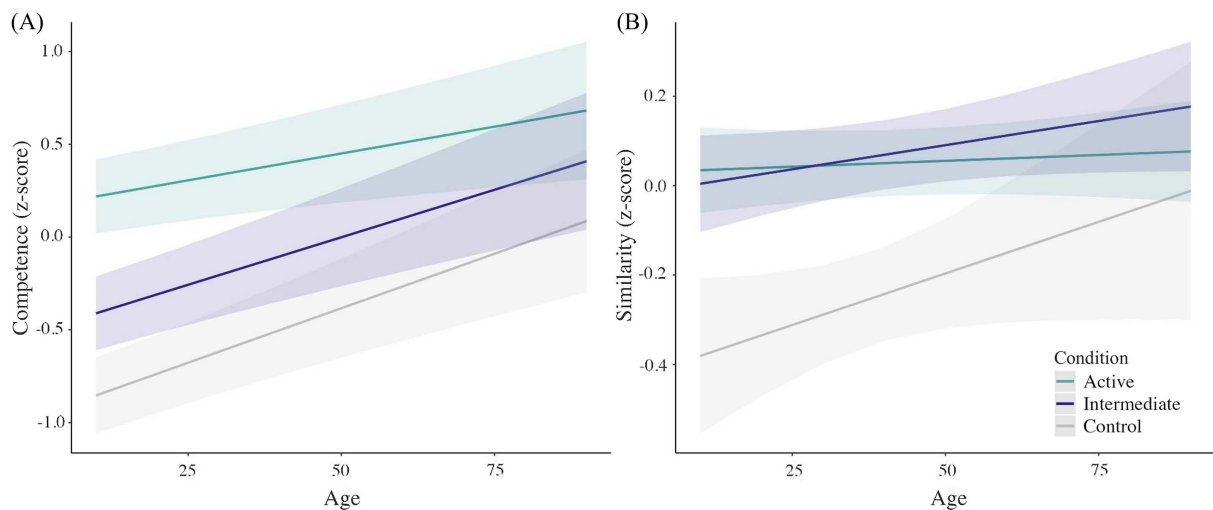 (A)
Competence (z-score)
1.0
0.5
0.0
-0.5
-1.0
25
50
75
Age
(B)
Similarity (z-score)
0.2
0.0
-0.2
-0.4
25
50
75
Age
Condition
Active
Intermediate
Control